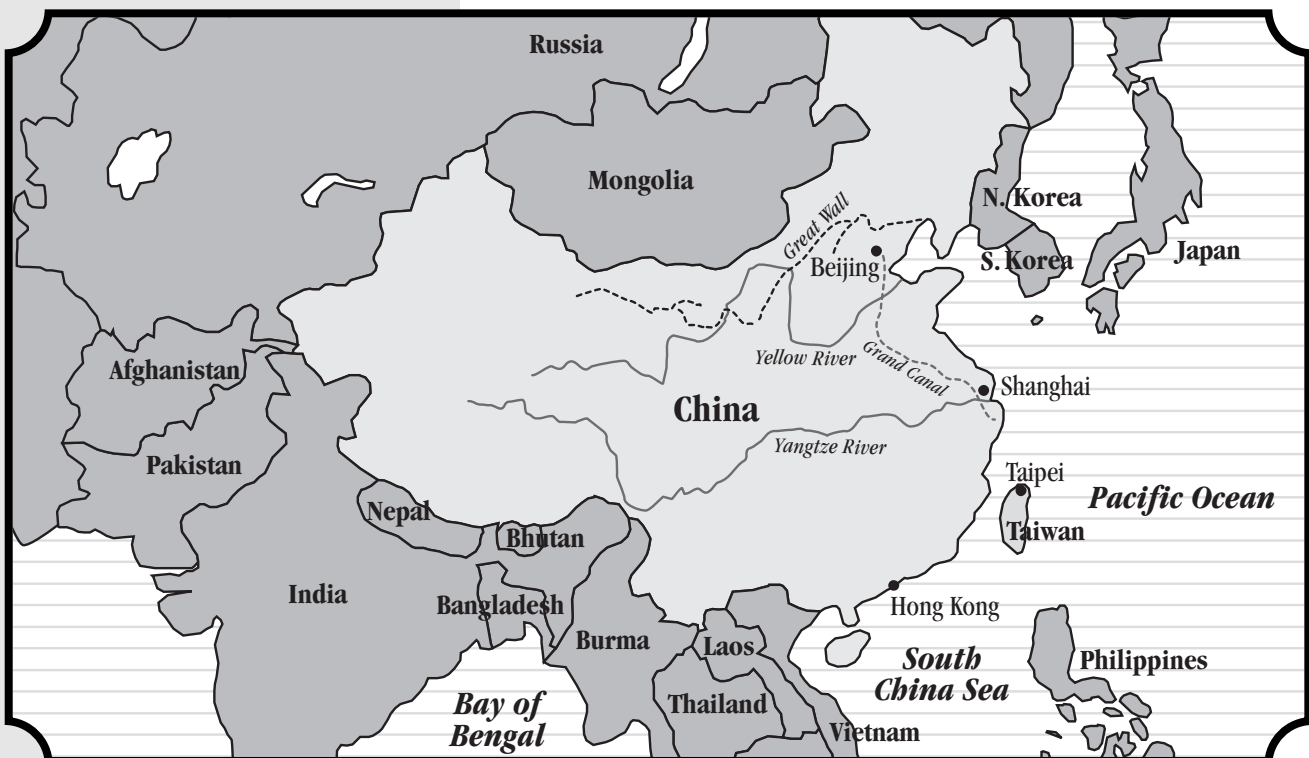 Russia
Mongolia
Great Wall
N. Korea
Beijing
S. Korea
Japan
Afghanistan
Yellow River
Grand Canal
Shanghai
China
Yangtze River
Pakistan
Taipei
Pacific Ocean
Nepal
Bhutan
Taiwan
India
Bangladesh
Hong Kong
Burma
Laos
South
China Sea
Philippines
Thailand
Bay of
Bengal
Vietnam